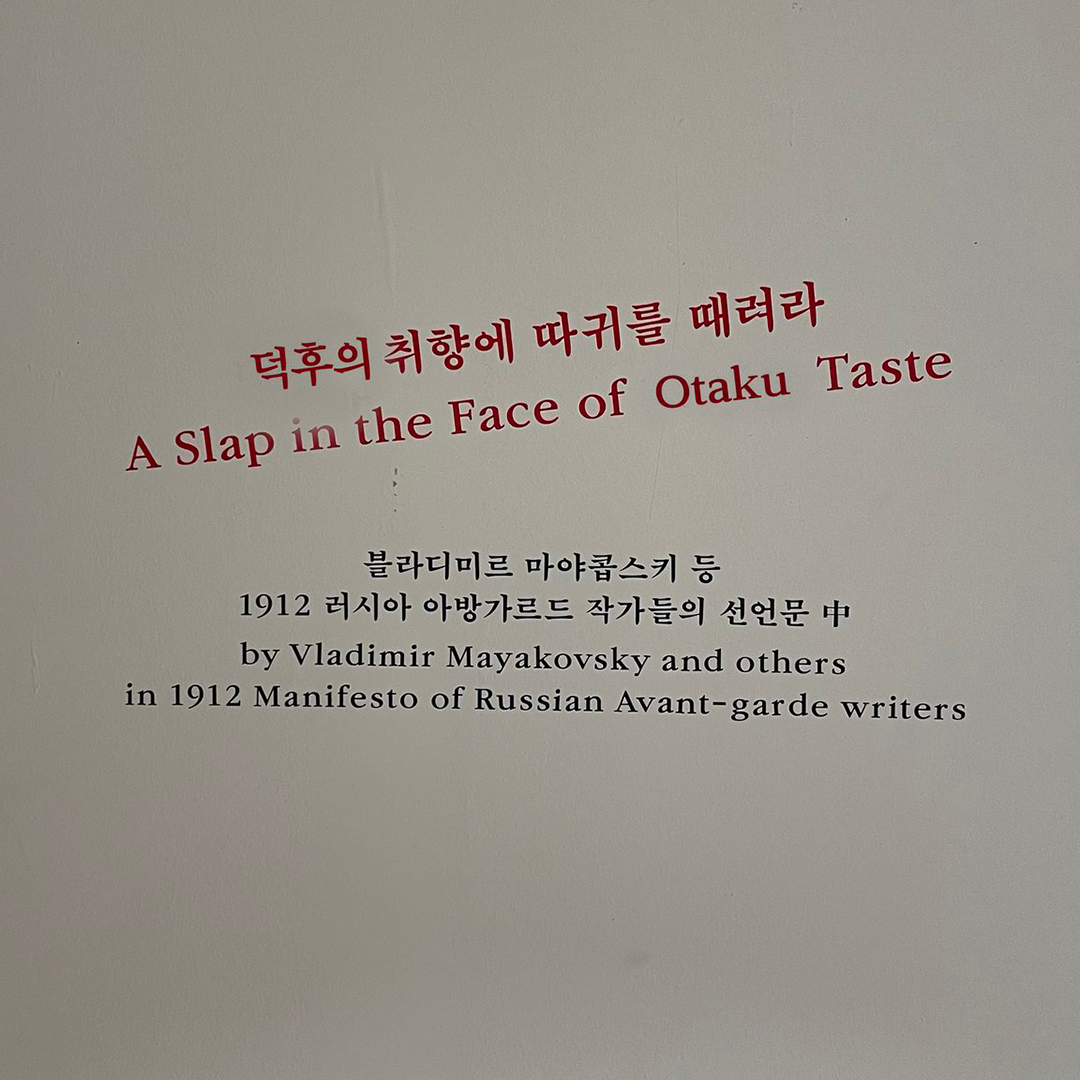 덕후의 취향에 따귀를 때려라
A Slap in the Face of Otaku Taste
블라디미르 마야콥스키 등
1912 러시아 아방가르드 작가들의 선언문 中
by Vladimir Mayakovsky and others
in 1912 Manifesto of Russian Avant-garde writers